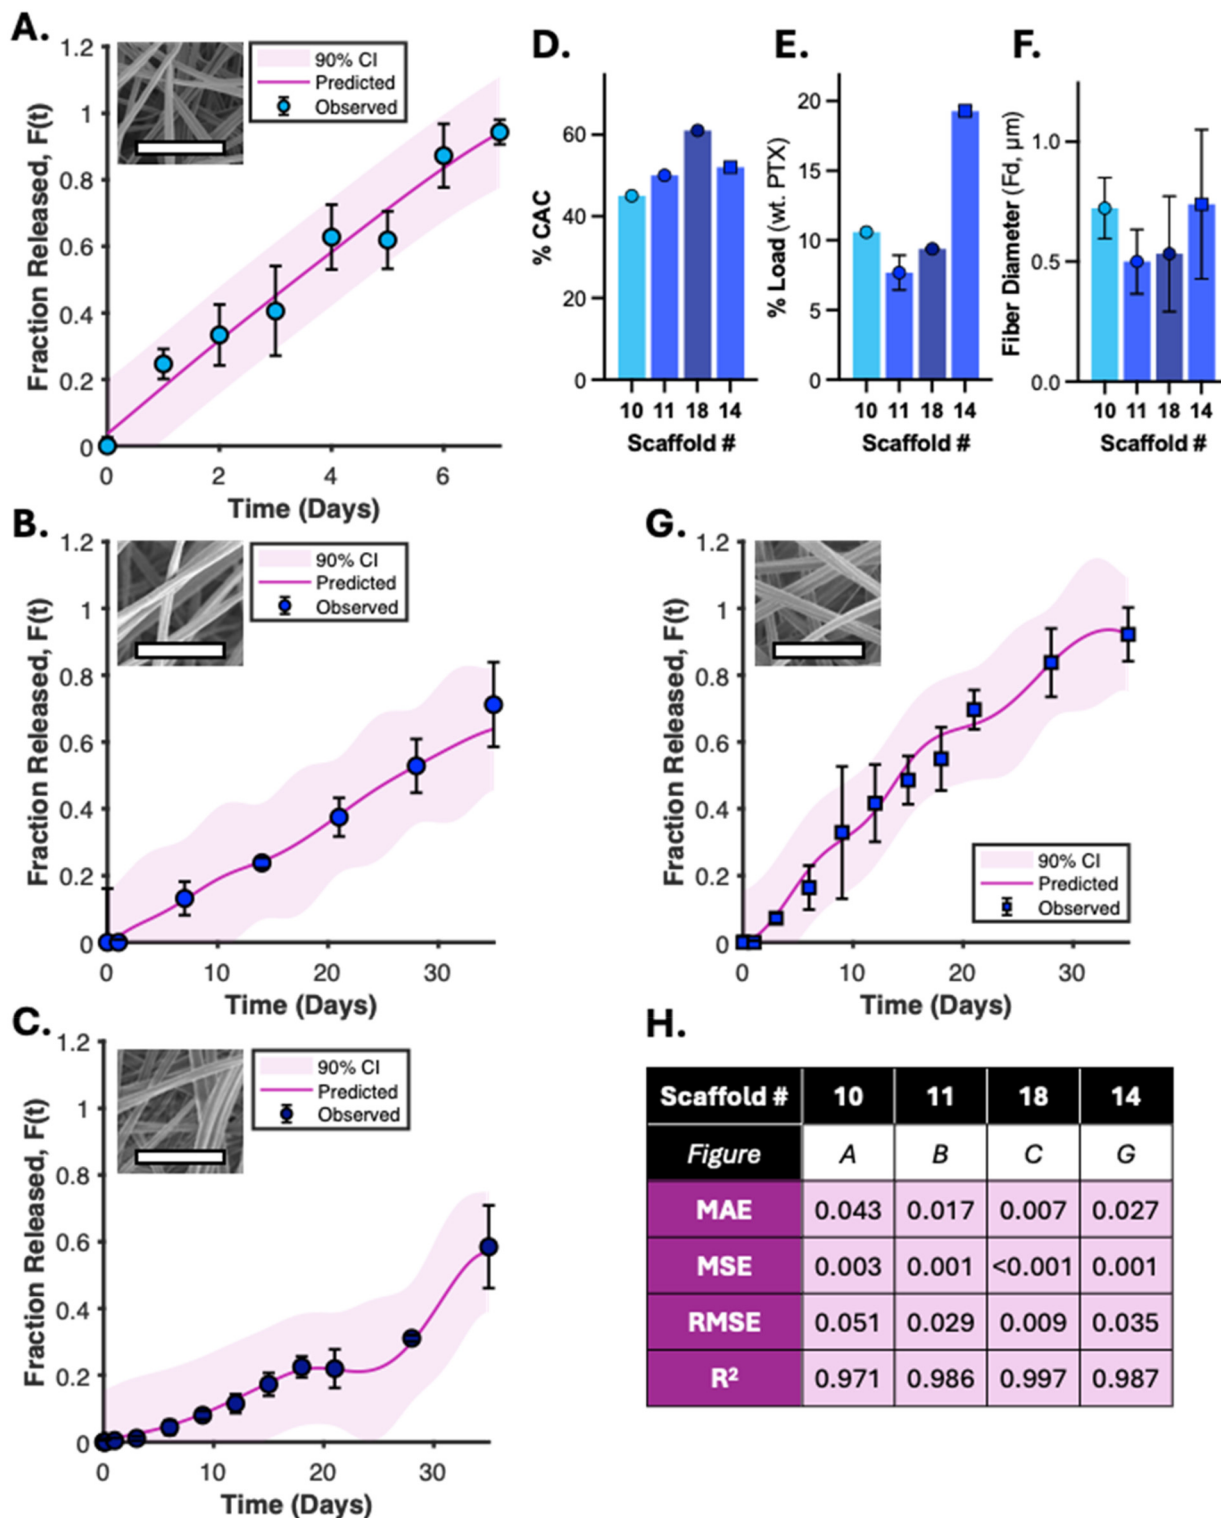 A.
1.2
1
0.8
0.6
0.4
0.2
0
Fraction Released, F(t)
90% CI
Predicted
Observed
0 2 4 6
Time (Days)
D.
60
40
20
0
% CAC
10 11 18 14
Scaffold #
E.
20
15
10
5
0
% Load (wt. PTX)
10 11 18 14
Scaffold #
F.
1.0
0.5
0.0
Fiber Diameter (Fd, μm)
10 11 18 14
Scaffold #
B.
1.2
1
0.8
0.6
0.4
0.2
0
Fraction Released, F(t)
90% CI
Predicted
Observed
0 10 20 30
Time (Days)
G.
1.2
1
0.8
0.6
0.4
0.2
0
Fraction Released, F(t)
90% CI
Predicted
Observed
0 10 20 30
Time (Days)
C.
1.2
1
0.8
0.6
0.4
0.2
0
Fraction Released, F(t)
90% CI
Predicted
Observed
0 10 20 30
Time (Days)
H.
Scaffold # 10 11 18 14
Figure A B C G
MAE 0.043 0.017 0.007 0.027
MSE 0.003 0.001 <0.001 0.001
RMSE 0.051 0.029 0.009 0.035
R² 0.971 0.986 0.997 0.987